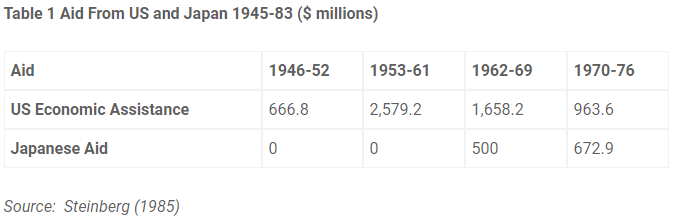 Table 1 Aid From US and Japan 1945-83 ($ millions)
Aid 1946-52 1953-61 1962-69 1970-76
US Economic Assistance 666.8 2,579.2 1,658.2 963.6
Japanese Aid 0 0 500 672.9
Source: Steinberg (1985)